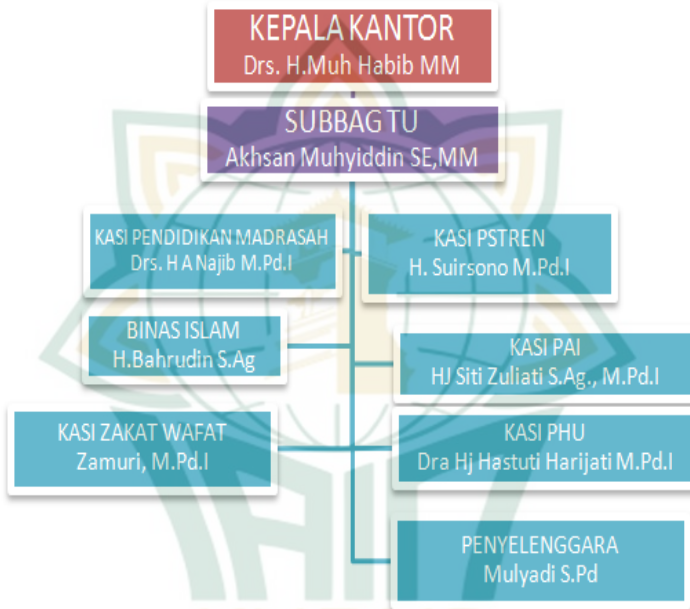 KEPALA KANTOR
Drs. H.Muh Habib MM
SUBBAG TU
Akhsan Muhyiddin SE,MM
KASI PENDIDIKAN MADRASAH
Drs. H A Najib M.Pd.I
KASI PSTREN
H. Suirsono M.Pd.I
BINAS ISLAM
H.Bahrudin S.Ag
KASI PAI
HJ Siti Zuliati S.Ag., M.Pd.I
KASI ZAKAT WAFAT
Zamuri, M.Pd.I
KASI PHU
Dra Hj Hastuti Harijati M.Pd.I
PENYELENGGARA
Mulyadi S.Pd